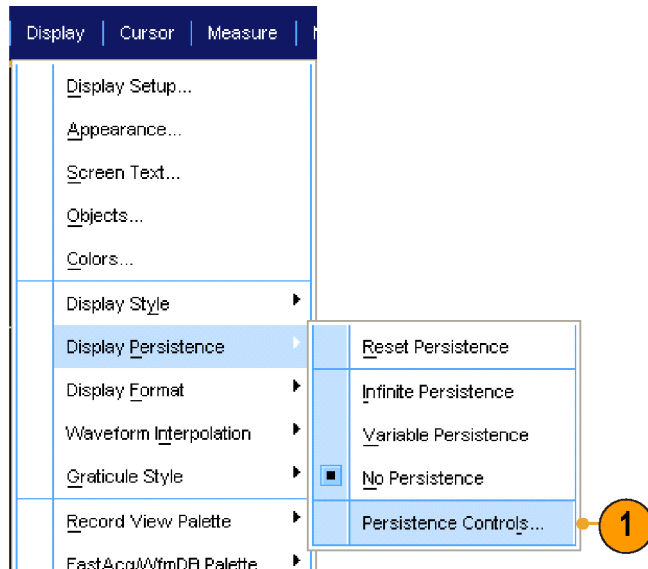 Display | Cursor | Measure |
Display Setup...
Appearance...
Screen Text...
Objects...
Colors...
Display Style
Display Persistence
Display Format
Waveform Interpolation
Graticule Style
Record View Palette
FastAcq/WfmDB Palette
Reset Persistence
Infinite Persistence
Variable Persistence
No Persistence
Persistence Controls...
1